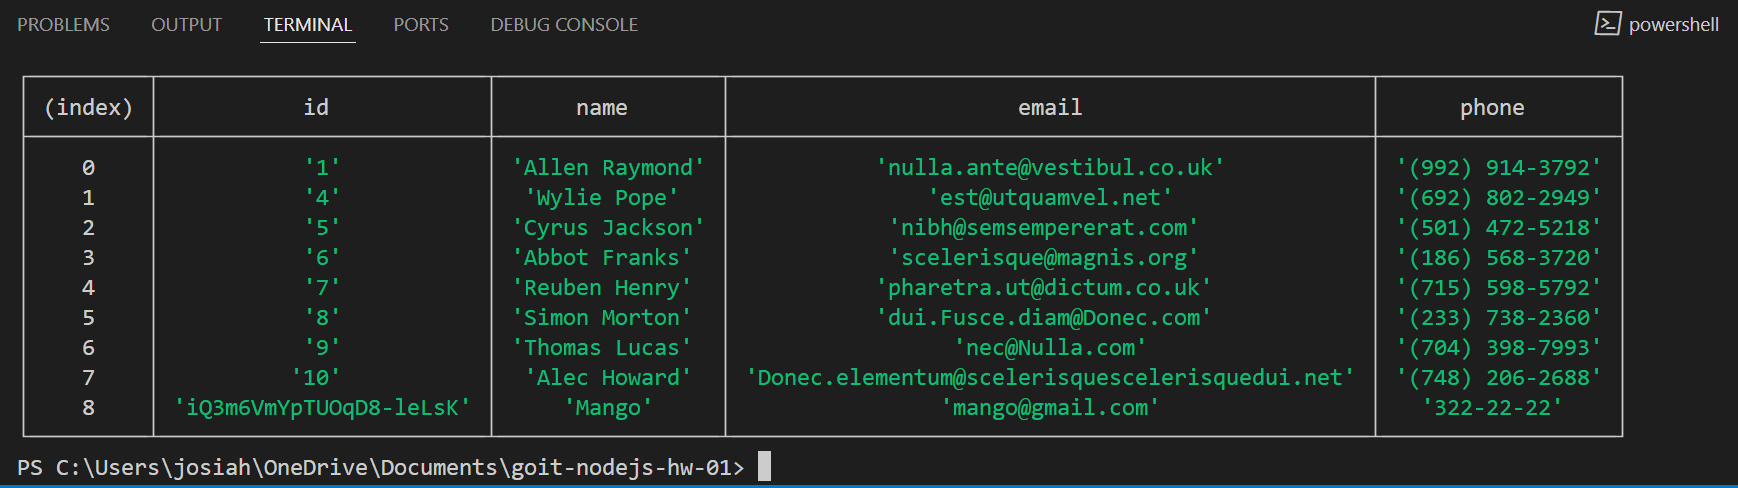 PROBLEMS OUTPUT TERMINAL PORTS DEBUG CONSOLE powershell
(index) id name email phone
0 '1' 'Allen Raymond' 'nulla.ante@vestibul.co.uk' '(992) 914-3792'
1 '4' 'Wylie Pope' 'est@utquamvel.net' '(692) 802-2949'
2 '5' 'Cyrus Jackson' 'nibh@semsempererat.com' '(501) 472-5218'
3 '6' 'Abbot Franks' 'scelerisque@magnis.org' '(186) 568-3720'
4 '7' 'Reuben Henry' 'pharetra.ut@dictum.co.uk' '(715) 598-5792'
5 '8' 'Simon Morton' 'dui.Fusce.diam@Donec.com' '(233) 738-2360'
6 '9' 'Thomas Lucas' 'nec@Nulla.com' '(704) 398-7993'
7 '10' 'Alec Howard' 'Donec.elementum@scelerisquescelerisquedui.net' '(748) 206-2688'
8 'iQ3m6VmYpTUOqD8-leLsK' 'Mango' 'mango@gmail.com' '322-22-22'
PS C:\Users\josiah\OneDrive\Documents\goit-nodejs-hw-01>